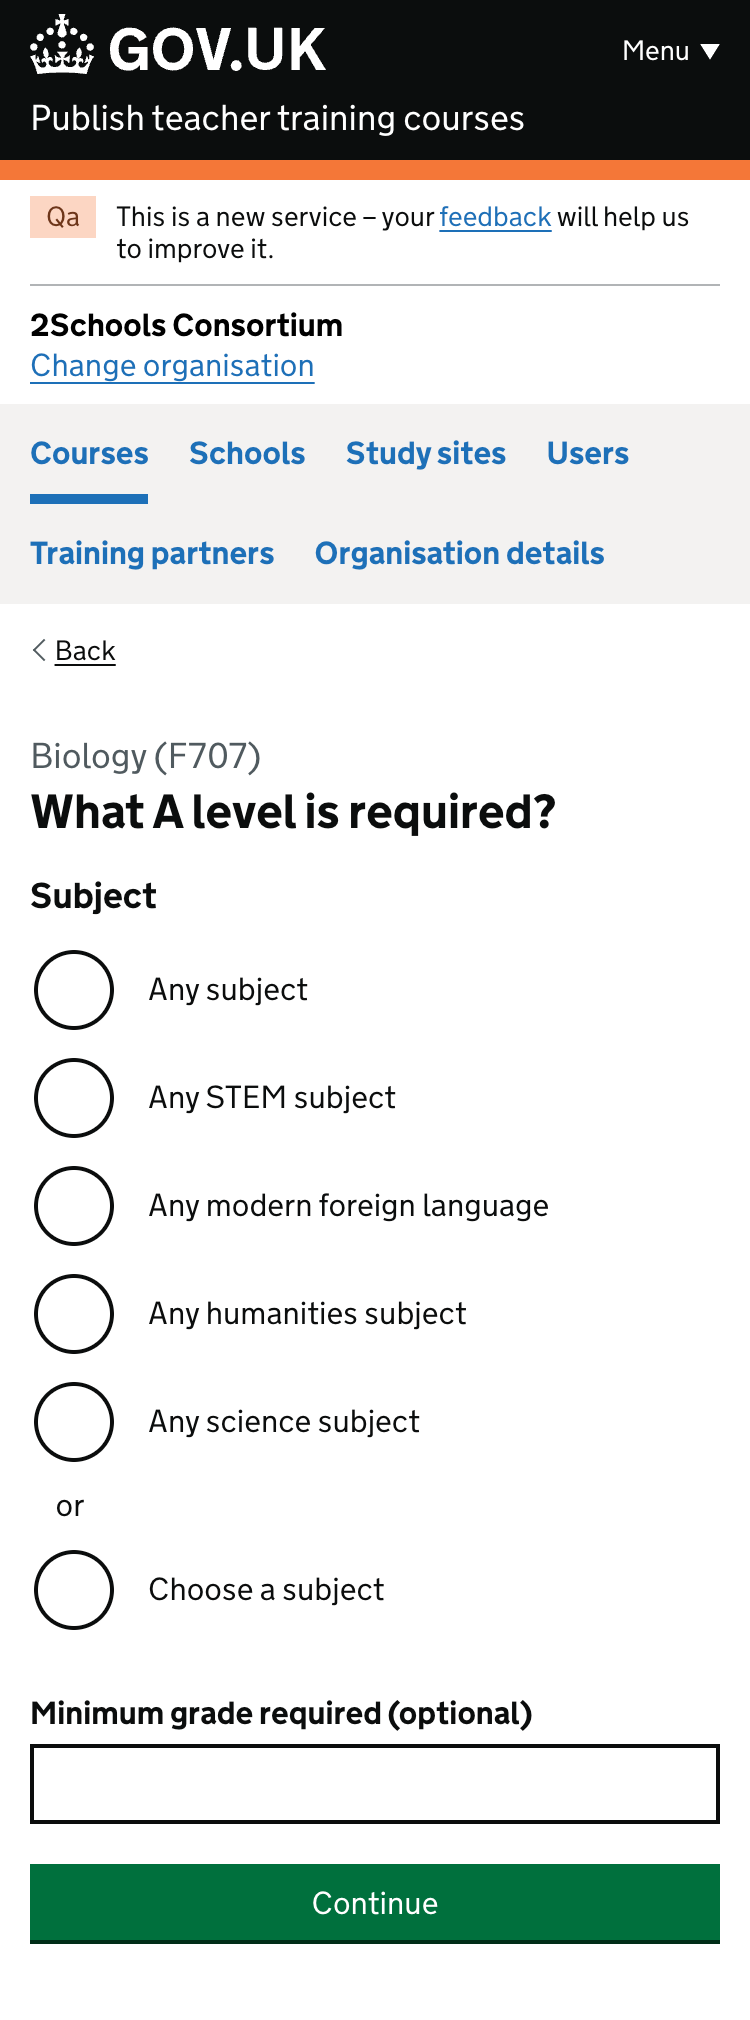 GOV.UK
Menu ▼
Publish teacher training courses
Qa
This is a new service – your feedback will help us
to improve it.
2Schools Consortium
Change organisation
Courses Schools Study sites Users
Training partners Organisation details
Back
Biology (F707)
What A level is required?
Subject
Any subject
Any STEM subject
Any modern foreign language
Any humanities subject
Any science subject
or
Choose a subject
Minimum grade required (optional)
Continue